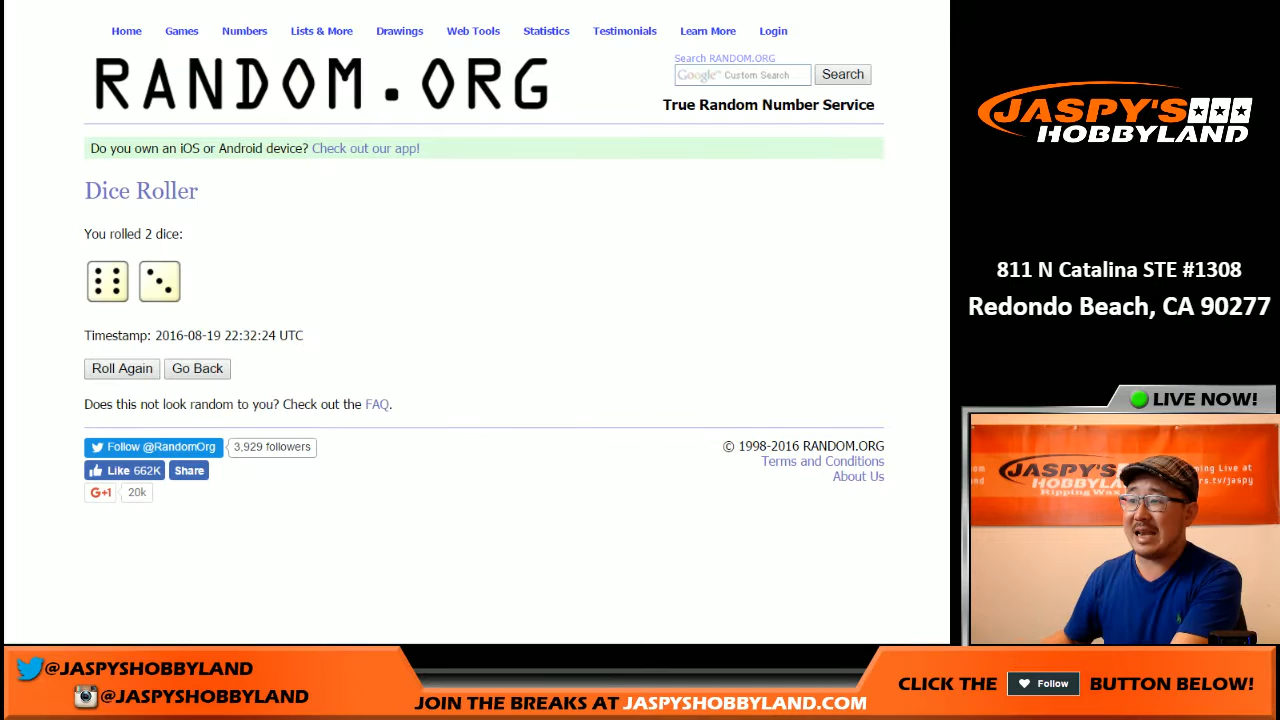 Home Games Numbers Lists & More Drawings Web Tools Statistics Testimonials Learn More Login
RANDOM.ORG
Search RANDOM.ORG
Google™ Custom Search Search
True Random Number Service
Do you own an iOS or Android device? Check out our app!
Dice Roller
You rolled 2 dice:
Timestamp: 2016-08-19 22:32:24 UTC
Roll Again Go Back
Does this not look random to you? Check out the FAQ.
Follow @RandomOrg 3,929 followers
Like 662K Share
G+1 20k
© 1998-2016 RANDOM.ORG
Terms and Conditions
About Us
JASPY'S
HOBBYLAND
811 N Catalina STE #1308
Redondo Beach, CA 90277
LIVE NOW!
JASPY'S
HOBBYLAND
Ripping Wax
Live at
@JASPYSHOBBYLAND
@JASPYSHOBBYLAND
JOIN THE BREAKS AT JASPYSHOBBYLAND.COM
CLICK THE Follow BUTTON BELOW!